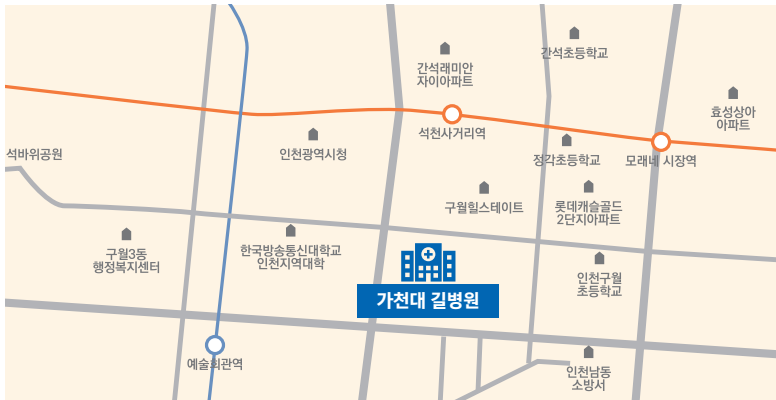 간석초등학교
간석래미안
자이아파트
효성상아
아파트
석천사거리역
석바위공원
인천광역시청
정각초등학교
모래네 시장역
구월힐스테이트
롯데캐슬골드
2단지아파트
구월3동
행정복지센터
한국방송통신대학교
인천지역대학
인천구월
초등학교
가천대 길병원
예술회관역
인천남동
소방서